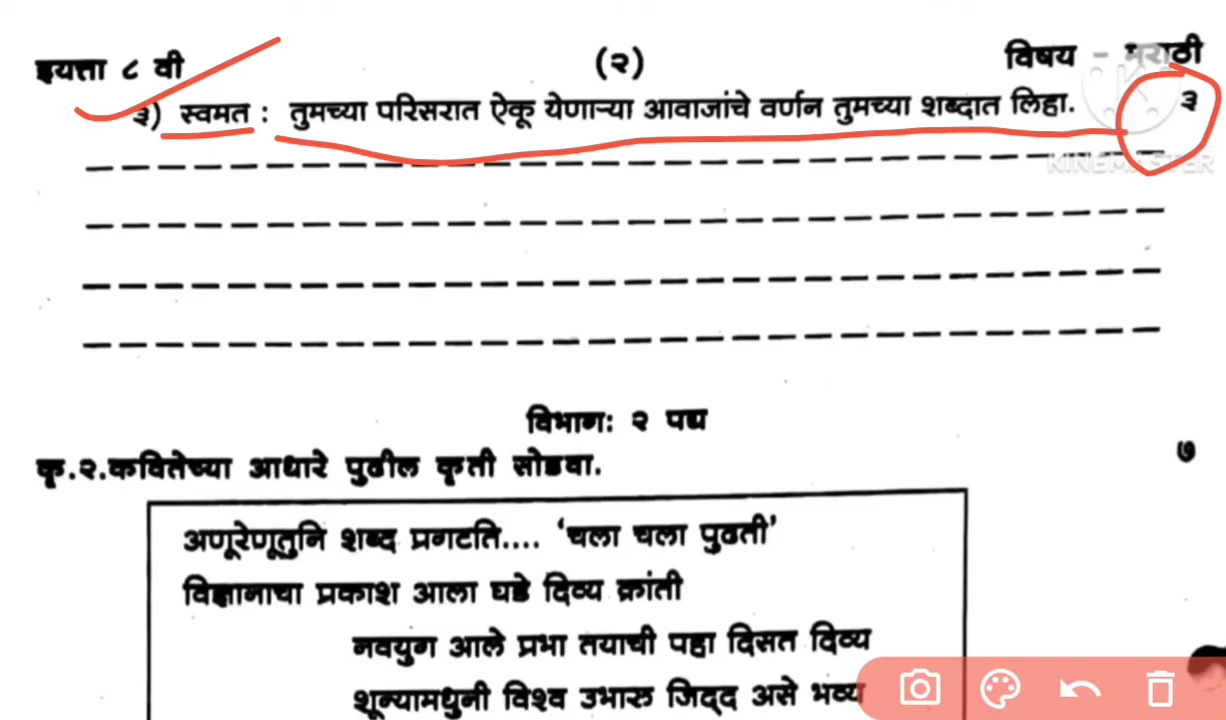 इयत्ता ८ वी (२) विषय - मराठी
३) स्वमत : तुमच्या परिसरात ऐकू येणाऱ्या आवाजांचे वर्णन तुमच्या शब्दात लिहा. ३
KINEMASTER
विभाग: २ पद्य
कृ.२.कवितेच्या आधारे पुढील कृती सोडवा. ७
अणूरेणूतुनि शब्द प्रगटति.... 'चला चला पुढती'
विज्ञानाचा प्रकाश आला घडे दिव्य क्रांती
नवयुग आले प्रभा तयाची पहा दिसत दिव्य
शून्यामधुनी विश्व उभारु जिद्द असे भव्य